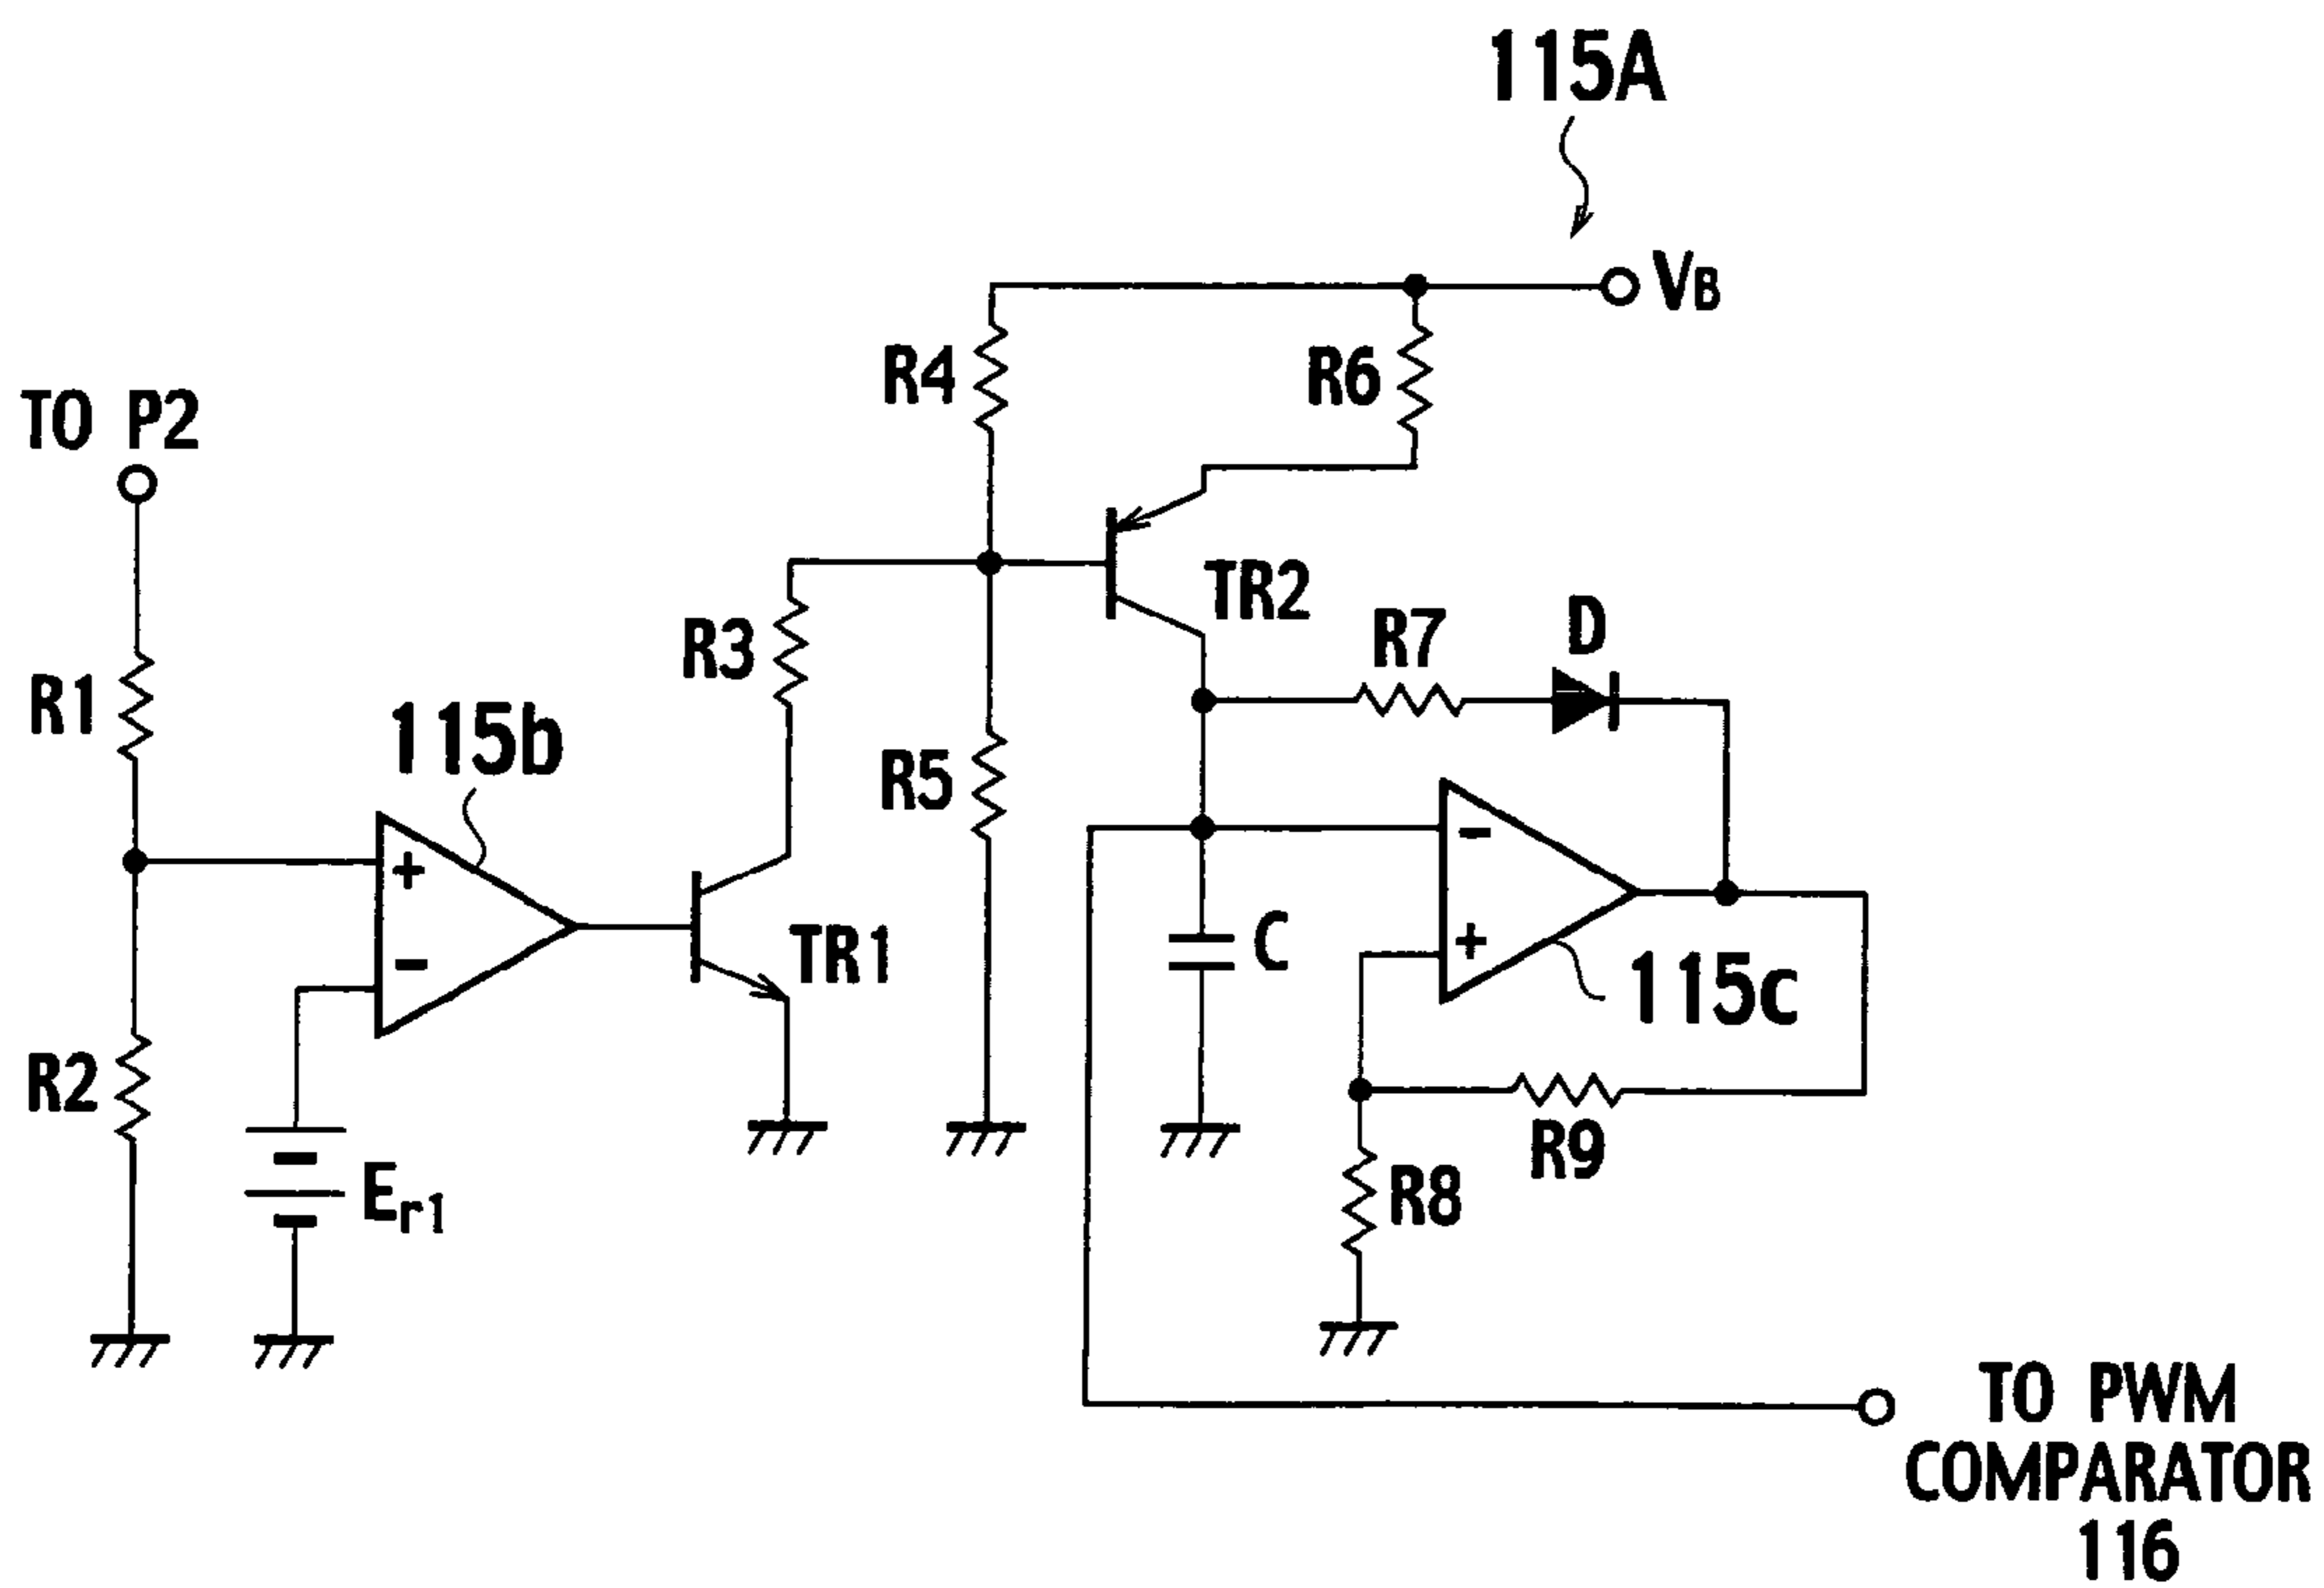 115A
VB
R4
R6
TO P2
TR2
R7
D
R3
R1
115b
R5
+
-
TR1
C
-
+
115c
R2
Er1
R9
R8
TO PWM
COMPARATOR
116